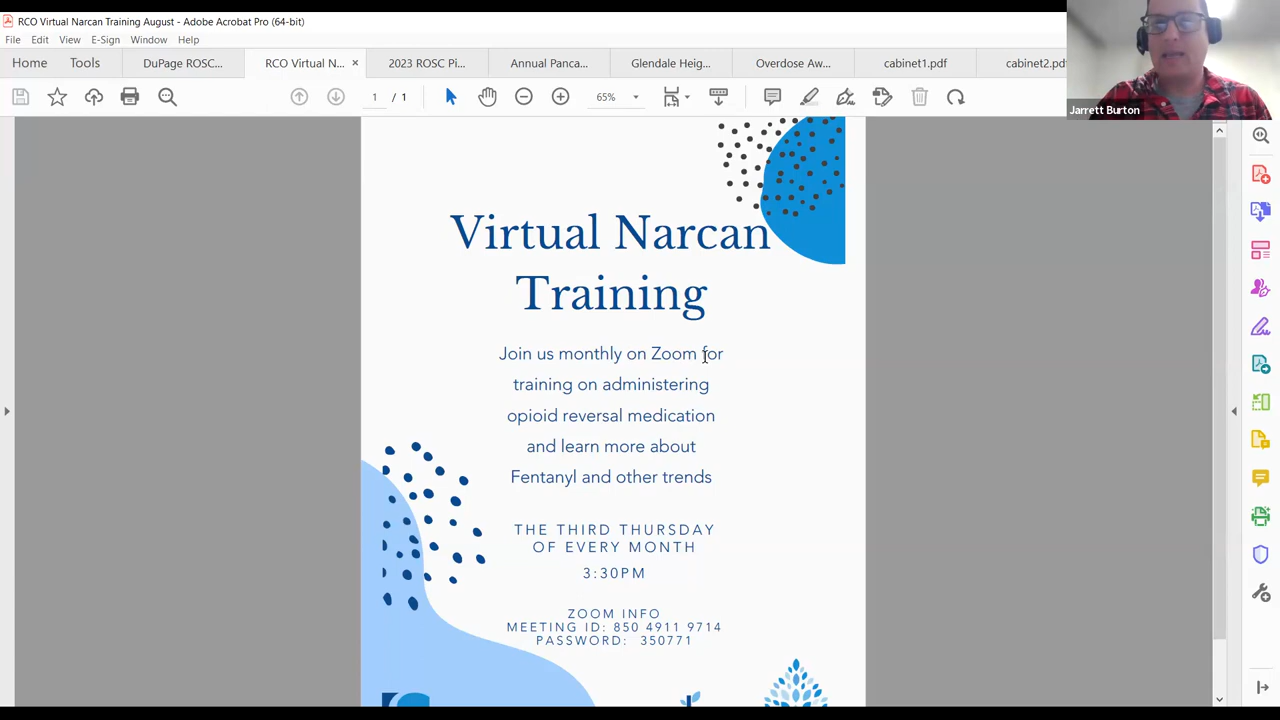 RCO Virtual Narcan Training August - Adobe Acrobat Pro (64-bit)
File Edit View E-Sign Window Help
Home Tools DuPage ROSC... RCO Virtual N... × 2023 ROSC Pi... Annual Panca... Glendale Heig... Overdose Aw... cabinet1.pdf cabinet2.pdf
1 / 1 65%
Jarrett Burton
Virtual Narcan
Training
Join us monthly on Zoom for
training on administering
opioid reversal medication
and learn more about
Fentanyl and other trends
THE THIRD THURSDAY
OF EVERY MONTH
3:30PM
ZOOM INFO
MEETING ID: 850 4911 9714
PASSWORD: 350771